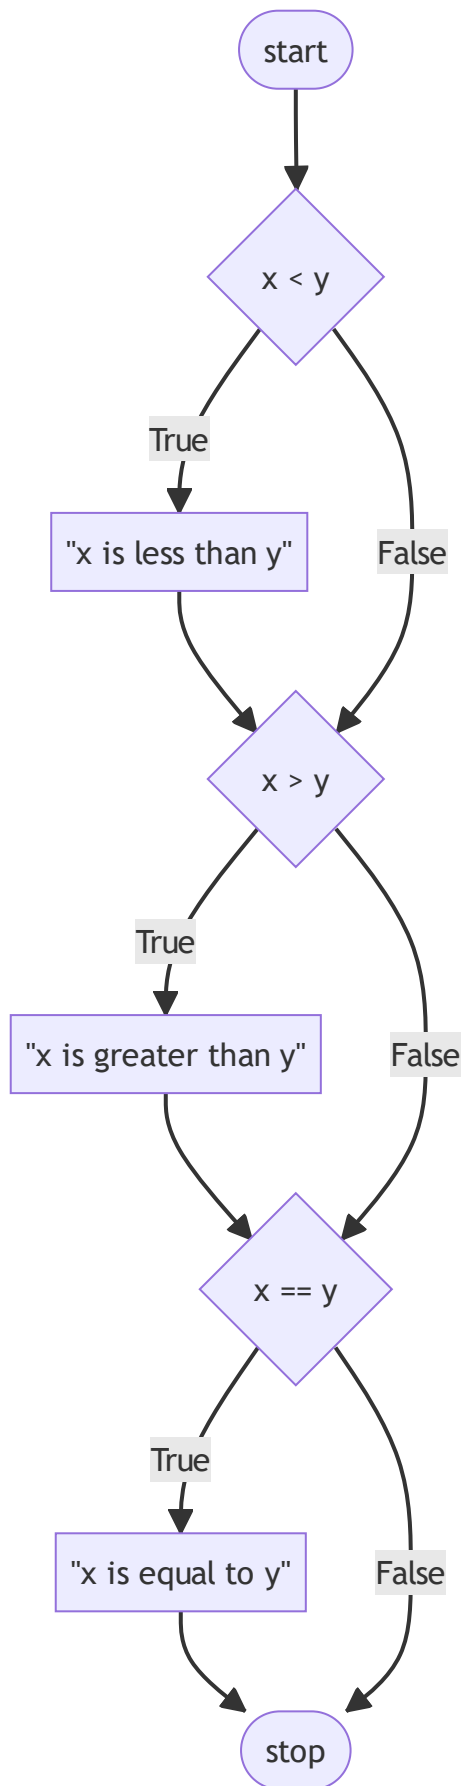 start
x < y
True
"x is less than y"
False
x > y
True
"x is greater than y"
False
x == y
True
"x is equal to y"
False
stop